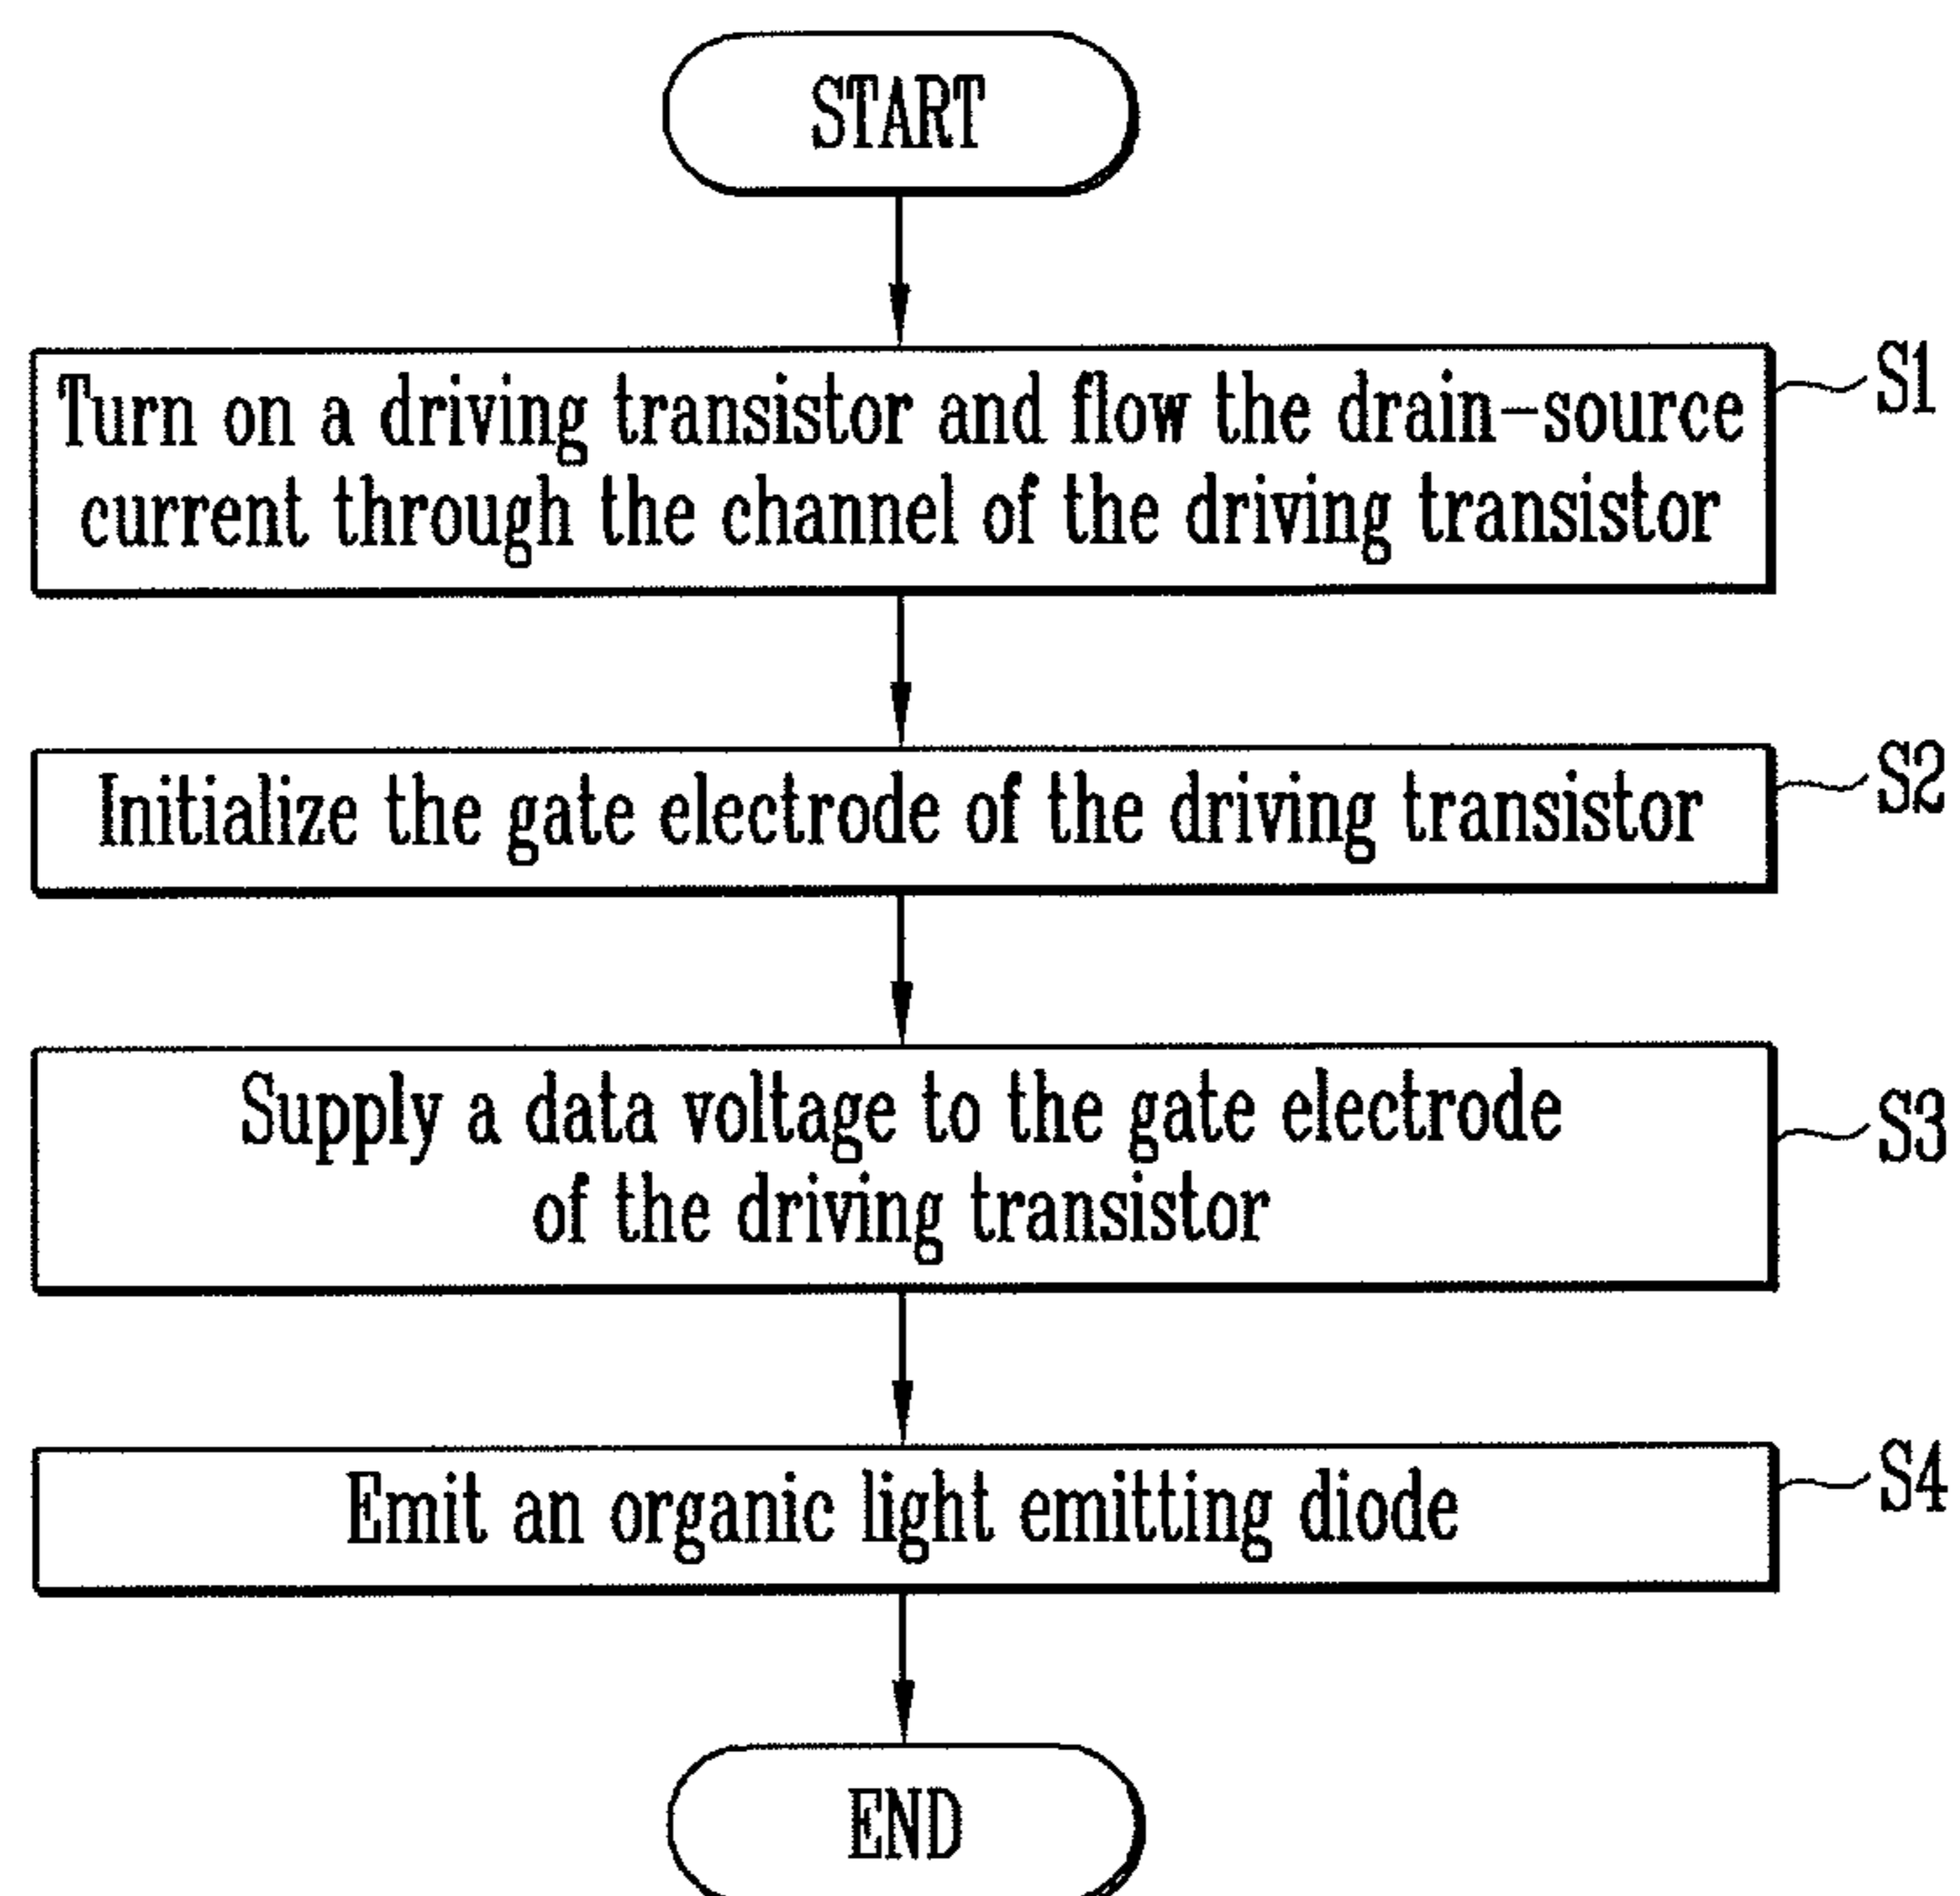 START
Turn on a driving transistor and flow the drain-source
current through the channel of the driving transistor
S1
Initialize the gate electrode of the driving transistor
S2
Supply a data voltage to the gate electrode
of the driving transistor
S3
Emit an organic light emitting diode
S4
END